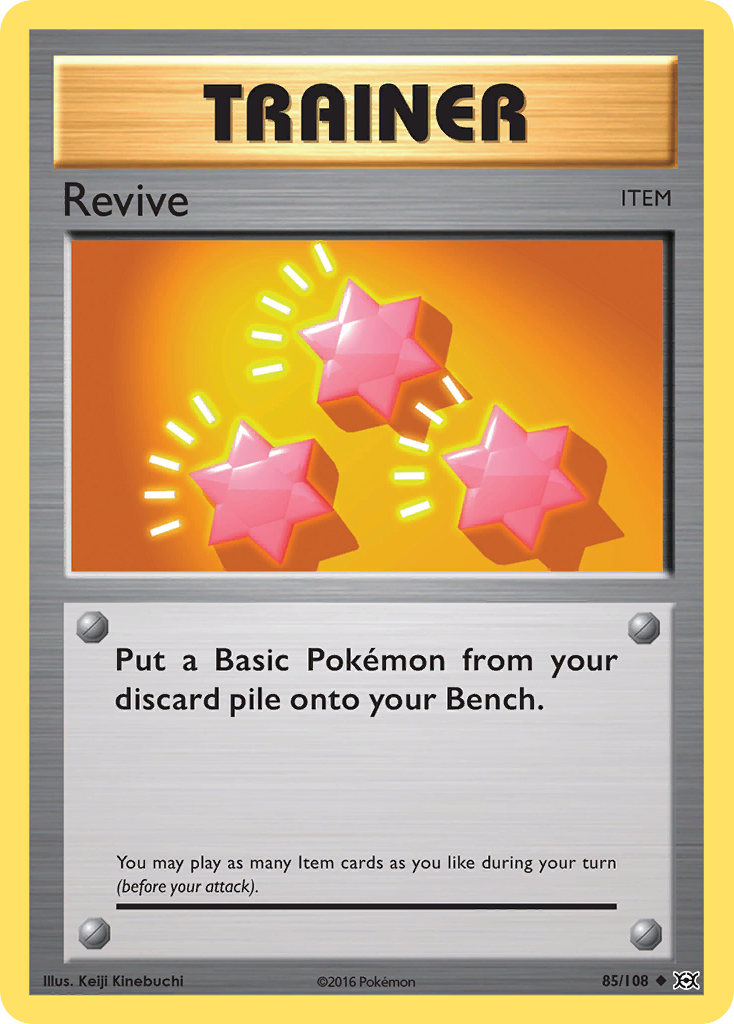 TRAINER
Revive
ITEM
Put a Basic Pokémon from your
discard pile onto your Bench.
You may play as many Item cards as you like during your turn
(before your attack).
Illus. Keiji Kinebuchi
©2016 Pokémon
85/108